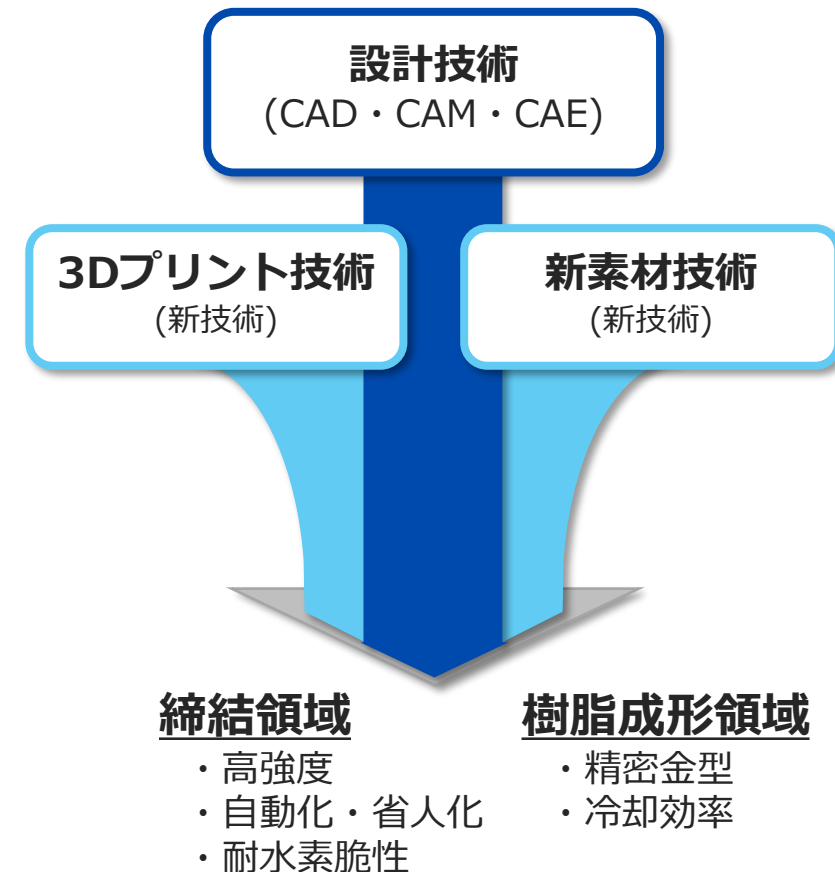 設計技術
(CAD・CAM・CAE)
3Dプリント技術
(新技術)
新素材技術
(新技術)
締結領域
・高強度
・自動化・省人化
・耐水素脆性
樹脂成形領域
・精密金型
・冷却効率